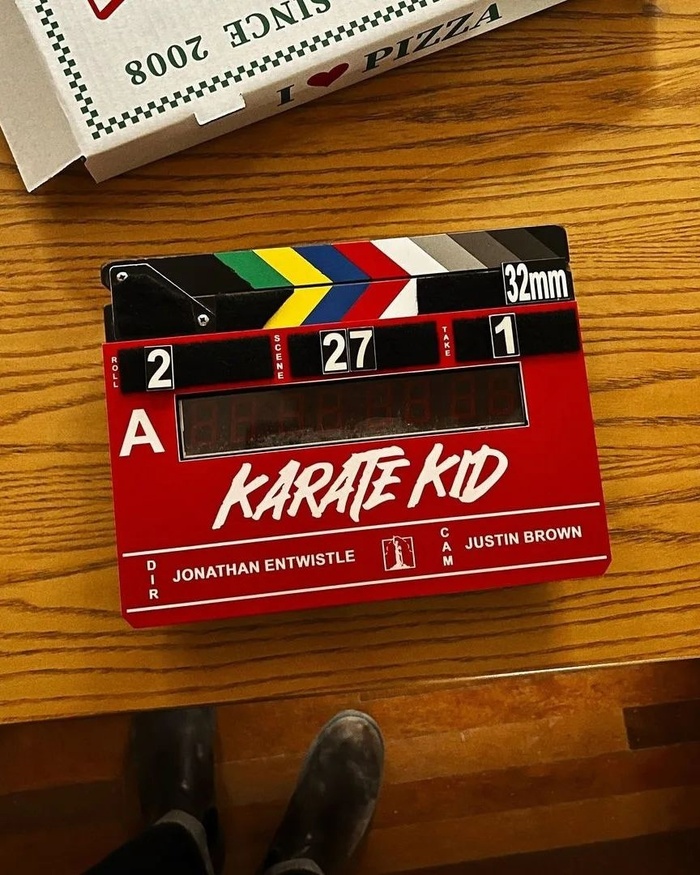 SINCE 2008
I ❤ PIZZA
32mm
ROLL 2 SCENE 27 TAKE 1
A
KARATE KID
DIR JONATHAN ENTWISTLE CAM JUSTIN BROWN